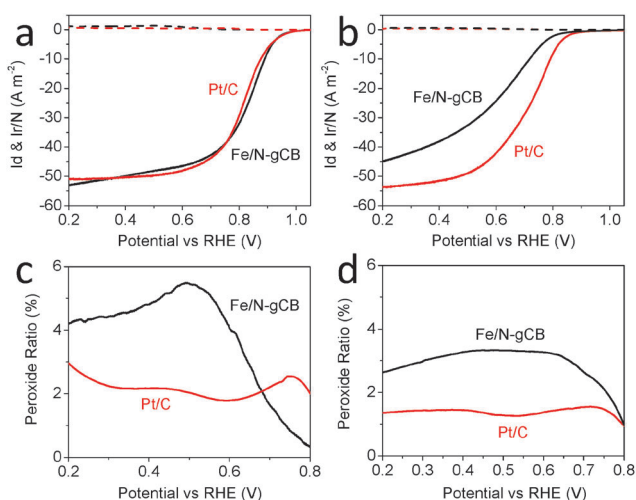 a
Id & Ir/N (A m⁻²)
0
-10
-20
-30
-40
-50
-60
Pt/C
Fe/N-gCB
0.2 0.4 0.6 0.8 1.0
Potential vs RHE (V)
b
Id & Ir/N (A m⁻²)
0
-10
-20
-30
-40
-50
-60
Fe/N-gCB
Pt/C
0.2 0.4 0.6 0.8 1.0
Potential vs RHE (V)
c
Peroxide Ratio (%)
6
4
2
0
Fe/N-gCB
Pt/C
0.2 0.4 0.6 0.8
Potential vs RHE (V)
d
Peroxide Ratio (%)
6
3
1
0
Fe/N-gCB
Pt/C
0.2 0.3 0.4 0.5 0.6 0.7 0.8
Potential vs RHE (V)